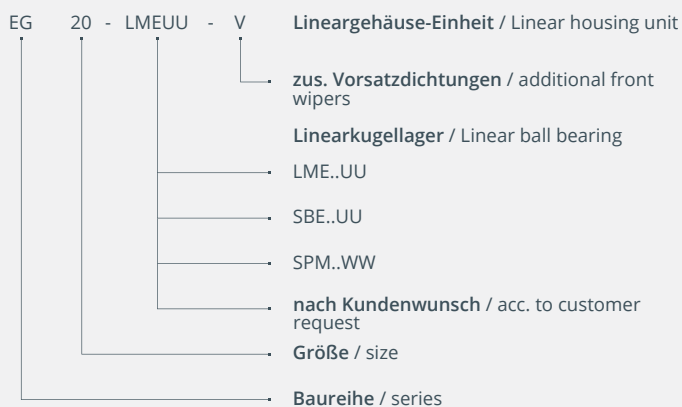 EG 20 - LMEUU - V Lineargehäuse-Einheit / Linear housing unit
zus. Vorsatzdichtungen / additional front
wipers
Linearkugellager / Linear ball bearing
LME..UU
SBE..UU
SPM..WW
nach Kundenwunsch / acc. to customer
request
Größe / size
Baureihe / series